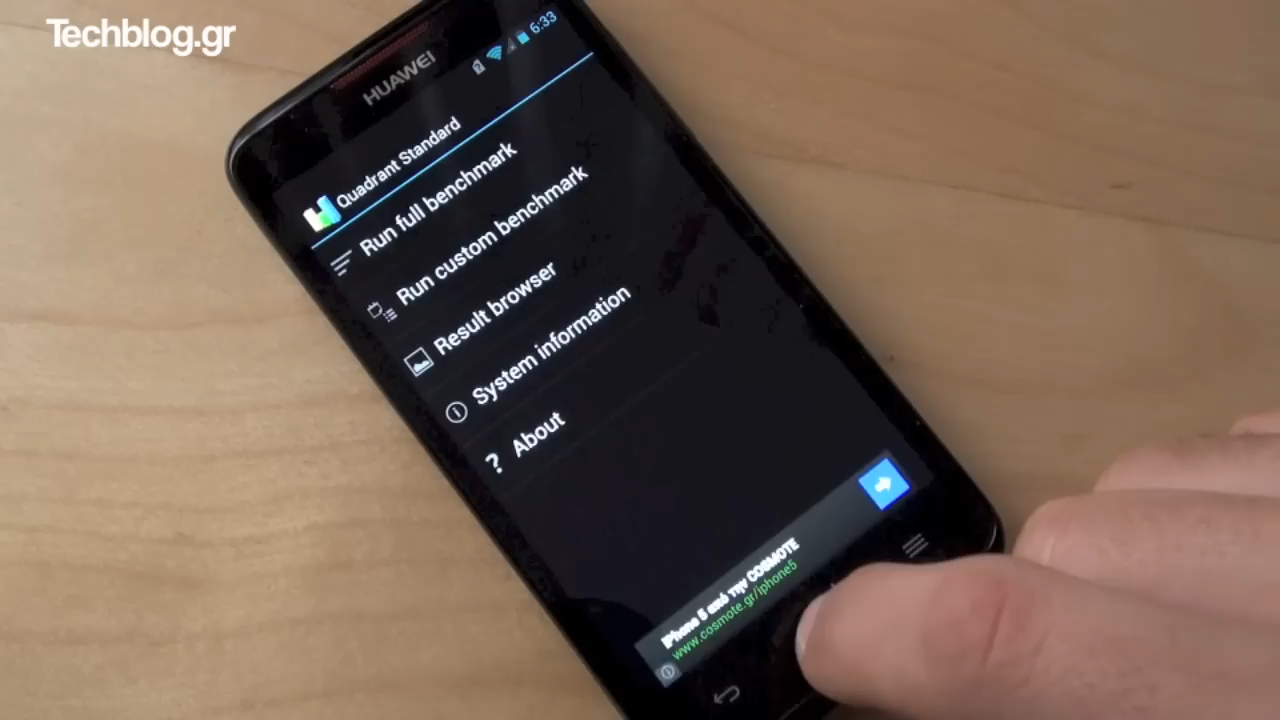 Techblog.gr
6:33
HUAWEI
Quadrant Standard
Run full benchmark
Run custom benchmark
Result browser
System information
About
iPhone 5 από την COSMOTE
www.cosmote.gr/iphone5